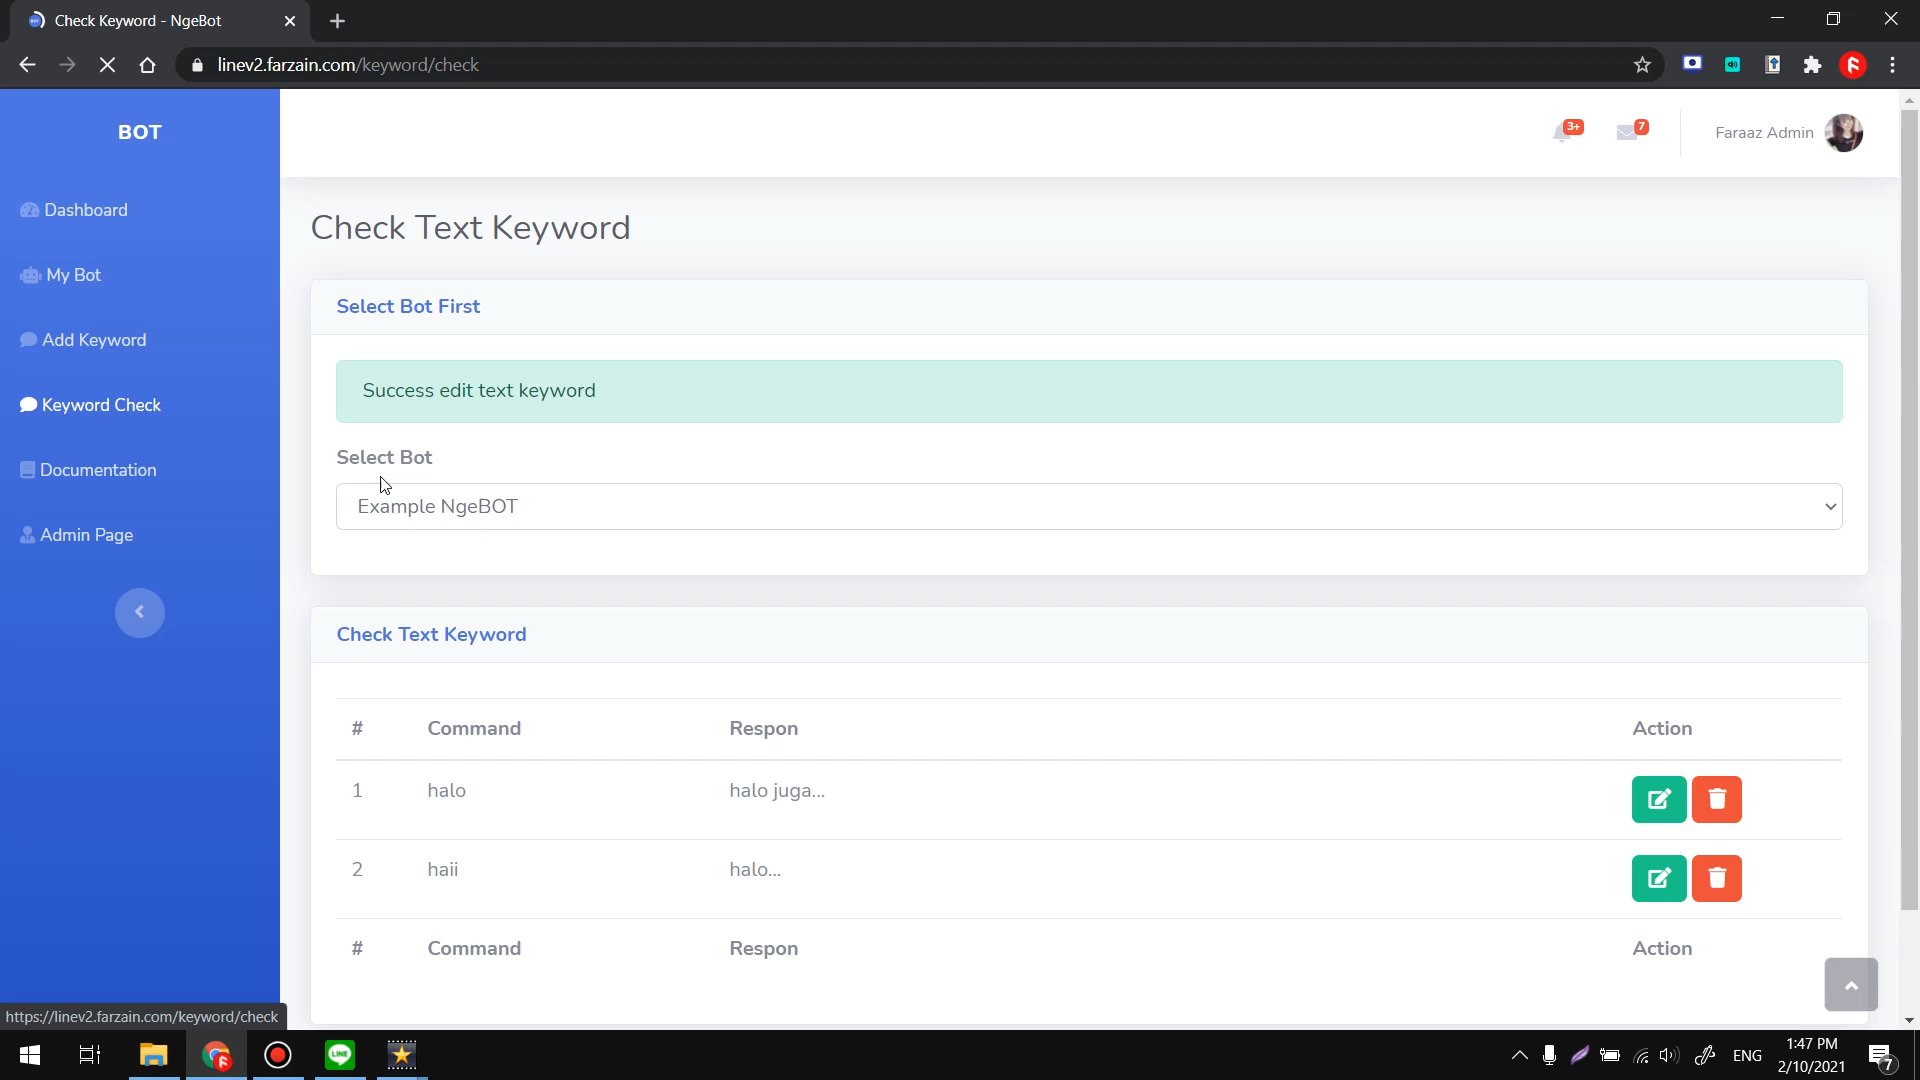 Check Keyword - NgeBot
linev2.farzain.com/keyword/check
BOT
3+
7
Faraaz Admin
Dashboard
My Bot
Add Keyword
Keyword Check
Documentation
Admin Page
Check Text Keyword
Select Bot First
Success edit text keyword
Select Bot
Example NgeBOT
Check Text Keyword
# Command Respon Action
1 halo halo juga...
2 haii halo...
# Command Respon Action
https://linev2.farzain.com/keyword/check
LINE
ENG
1:47 PM
2/10/2021
7